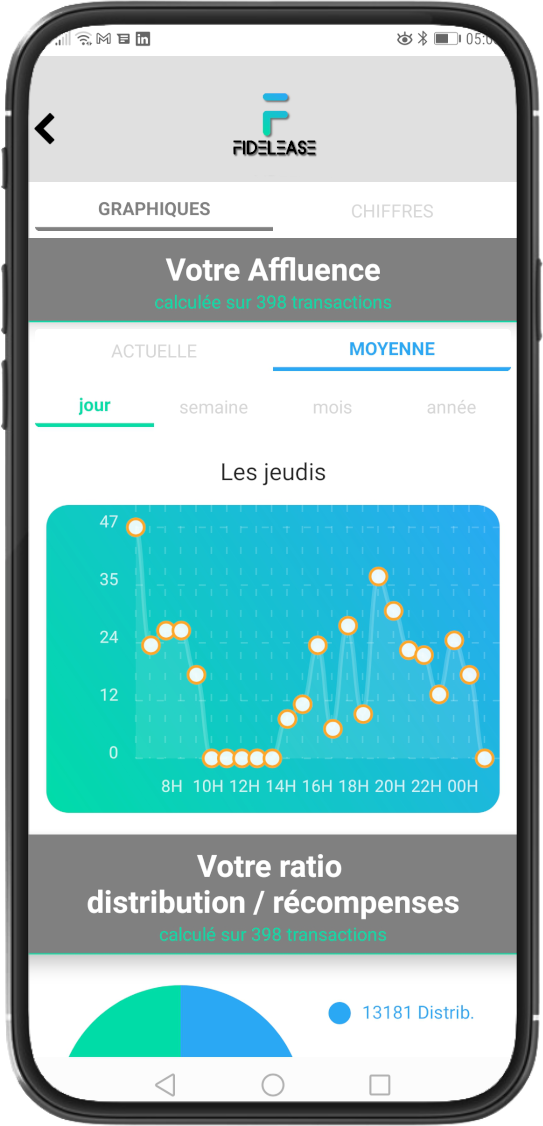 05:0
FIDELEASE
GRAPHIQUES CHIFFRES
Votre Affluence
calculée sur 398 transactions
ACTUELLE MOYENNE
jour semaine mois année
Les jeudis
47
35
24
12
0
8H 10H 12H 14H 16H 18H 20H 22H 00H
Votre ratio
distribution / récompenses
calculé sur 398 transactions
13181 Distrib.